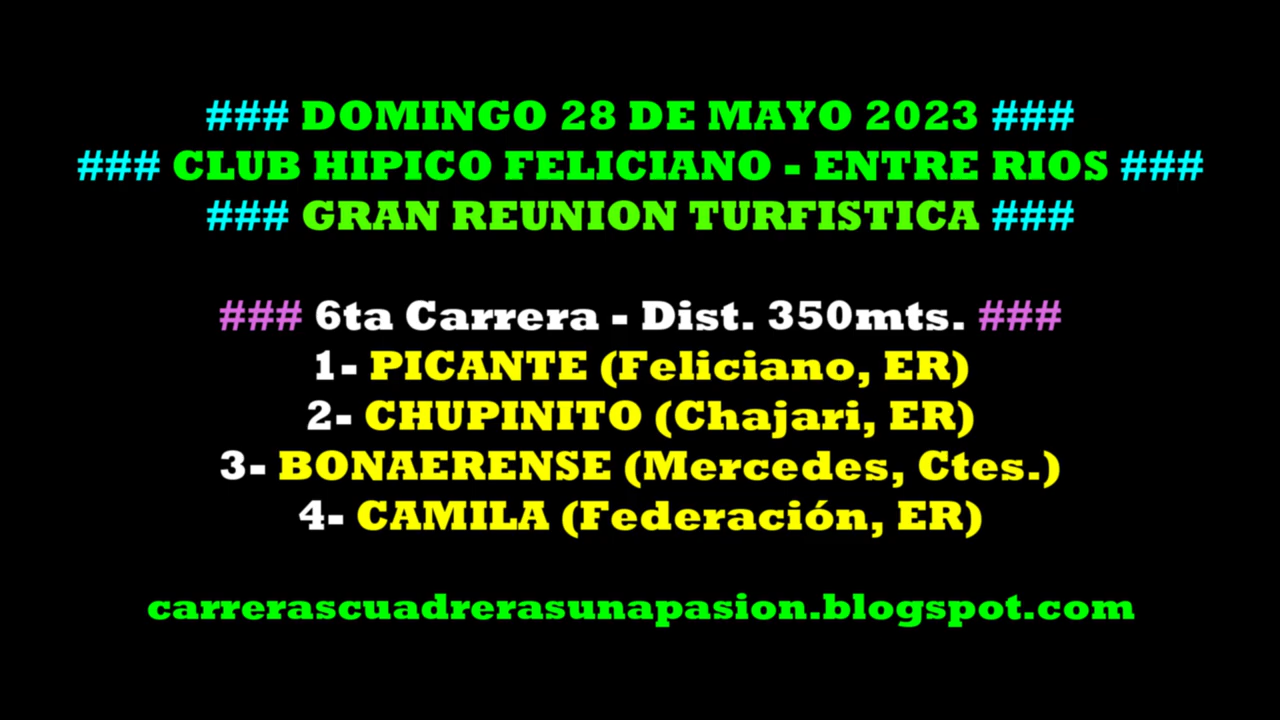 ### DOMINGO 28 DE MAYO 2023 ###
### CLUB HIPICO FELICIANO - ENTRE RIOS ###
### GRAN REUNION TURFISTICA ###
### 6ta Carrera - Dist. 350mts. ###
1- PICANTE (Feliciano, ER)
2- CHUPINITO (Chajari, ER)
3- BONAERENSE (Mercedes, Ctes.)
4- CAMILA (Federación, ER)
carrerascuadrerasunapasion.blogspot.com